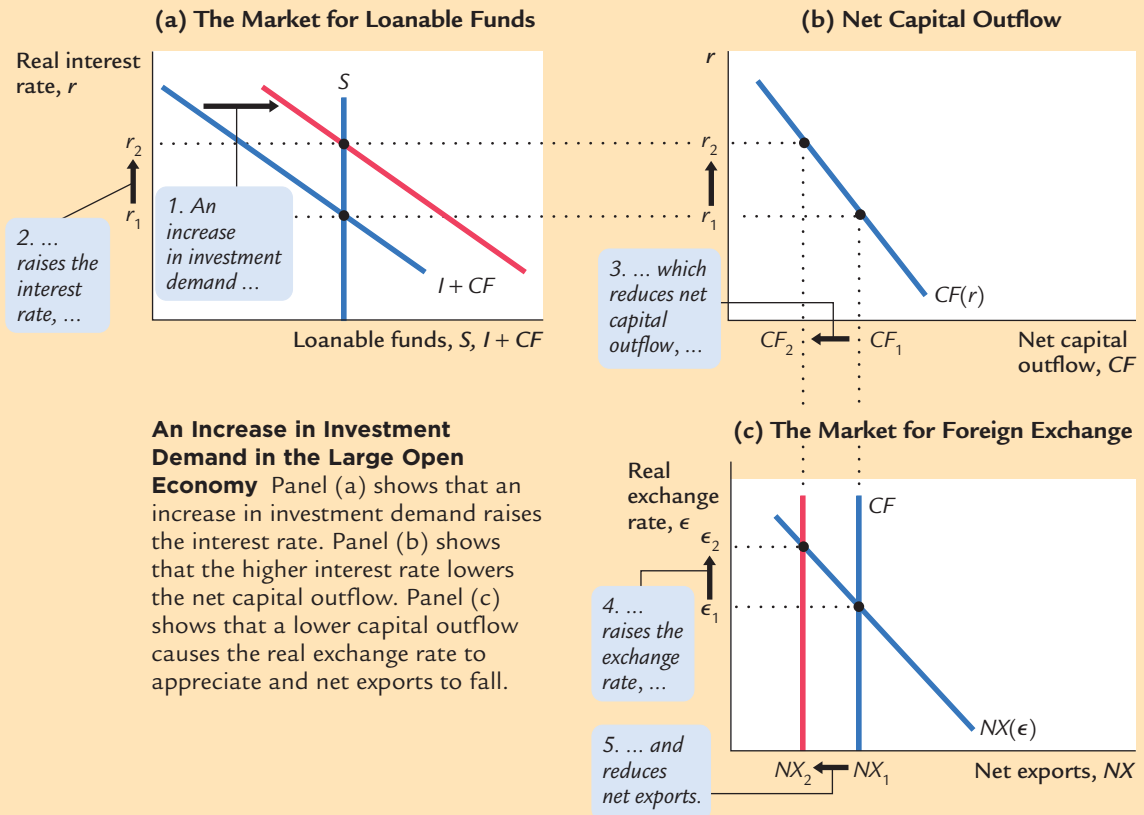 (a) The Market for Loanable Funds
Real interest
rate, r
S
r₂
r₁
1. An
increase
in investment
demand ...
2. ...
raises the
interest
rate, ...
I + CF
Loanable funds, S, I + CF
(b) Net Capital Outflow
r
r₂
r₁
3. ... which
reduces net
capital
outflow, ...
CF(r)
CF₂
CF₁
Net capital
outflow, CF
An Increase in Investment
Demand in the Large Open
Economy Panel (a) shows that an
increase in investment demand raises
the interest rate. Panel (b) shows
that the higher interest rate lowers
the net capital outflow. Panel (c)
shows that a lower capital outflow
causes the real exchange rate to
appreciate and net exports to fall.
(c) The Market for Foreign Exchange
Real
exchange
rate, ϵ
CF
ϵ₂
ϵ₁
4. ...
raises the
exchange
rate, ...
NX(ϵ)
5. ... and
reduces
net exports.
NX₂
NX₁
Net exports, NX